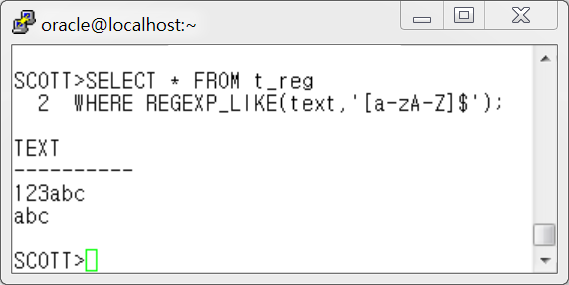 oracle@localhost:~
SCOTT>SELECT * FROM t_reg
2 WHERE REGEXP_LIKE(text,'[a-zA-Z]$');
TEXT
----------
123abc
abc
SCOTT>